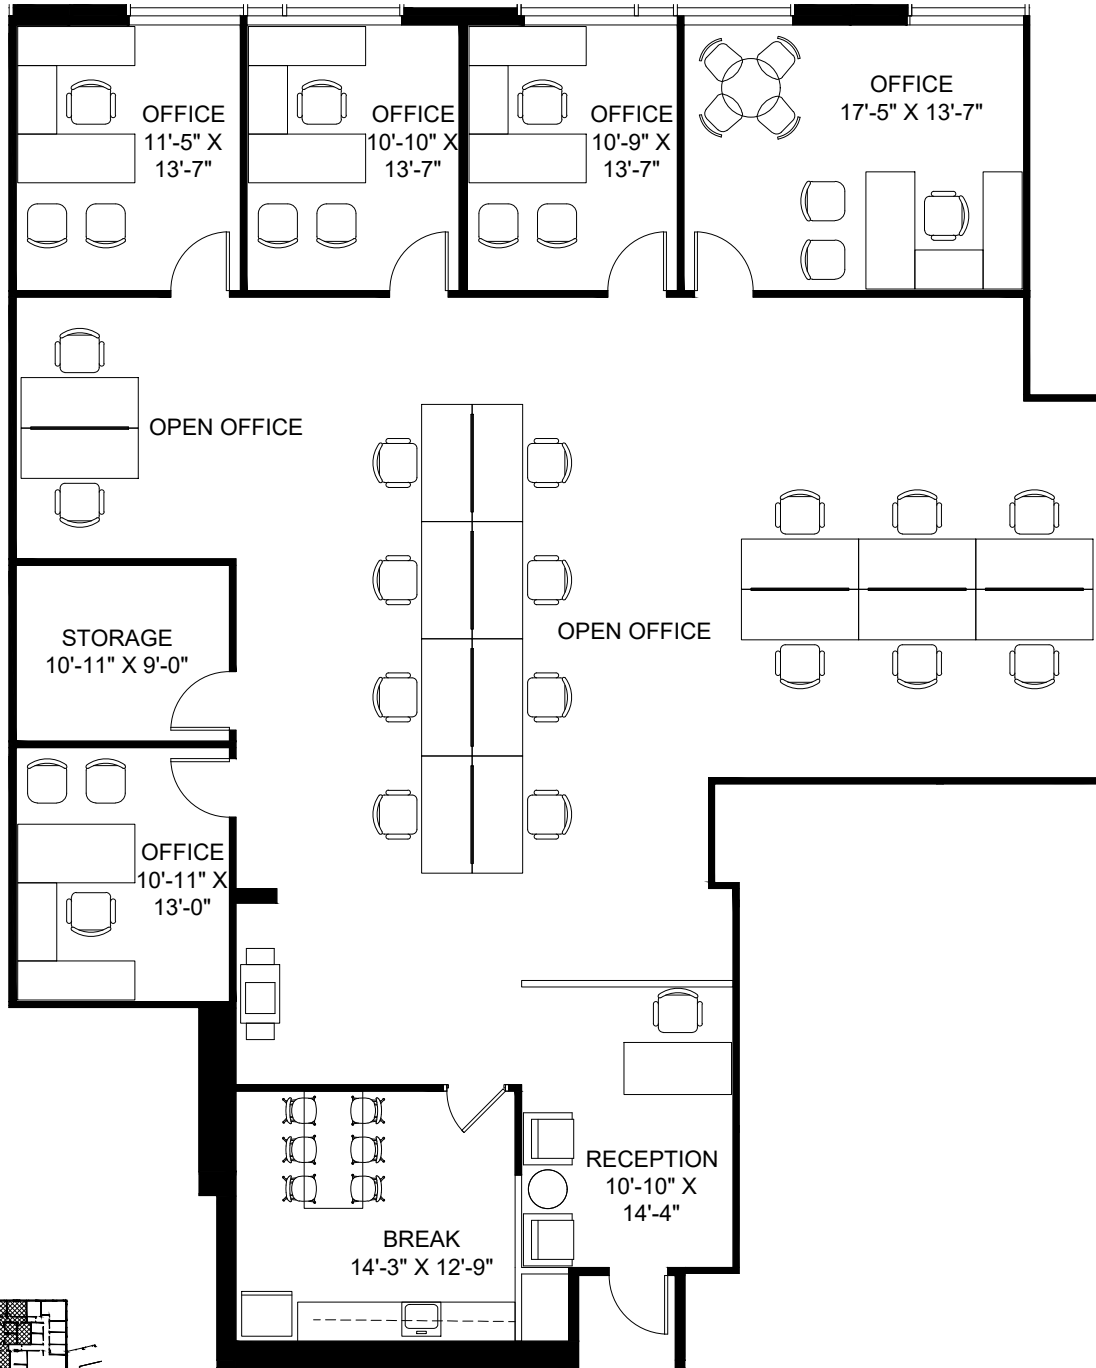 OFFICE
11'-5" X
13'-7"
OFFICE
10'-10" X
13'-7"
OFFICE
10'-9" X
13'-7"
OFFICE
17'-5" X 13'-7"
OPEN OFFICE
OPEN OFFICE
STORAGE
10'-11" X 9'-0"
OFFICE
10'-11" X
13'-0"
RECEPTION
10'-10" X
14'-4"
BREAK
14'-3" X 12'-9"